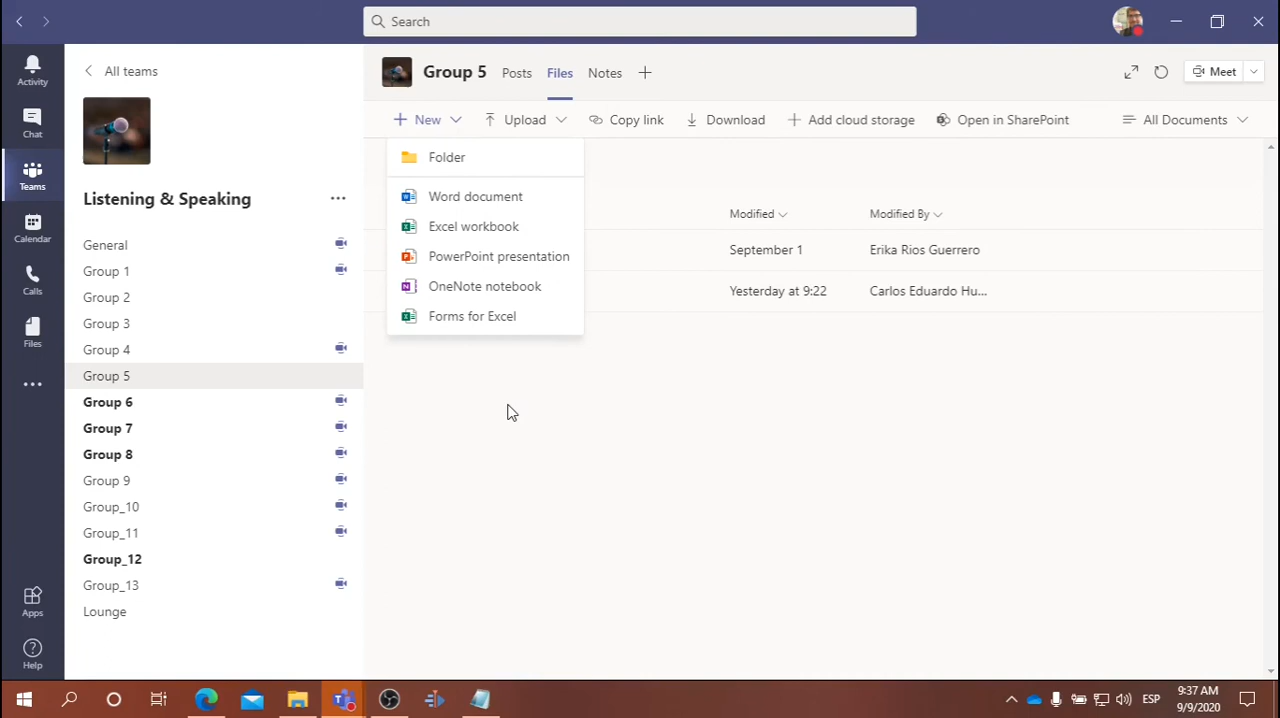 Search
Activity
Chat
Teams
Calendar
Calls
Files
Apps
Help
All teams
Listening & Speaking
General
Group 1
Group 2
Group 3
Group 4
Group 5
Group 6
Group 7
Group 8
Group 9
Group_10
Group_11
Group_12
Group_13
Lounge
Group 5 Posts Files Notes
Meet
New Upload Copy link Download Add cloud storage Open in SharePoint All Documents
Folder
Word document
Excel workbook
PowerPoint presentation
OneNote notebook
Forms for Excel
Modified Modified By
September 1 Erika Rios Guerrero
Yesterday at 9:22 Carlos Eduardo Hu...
ESP
9:37 AM
9/9/2020